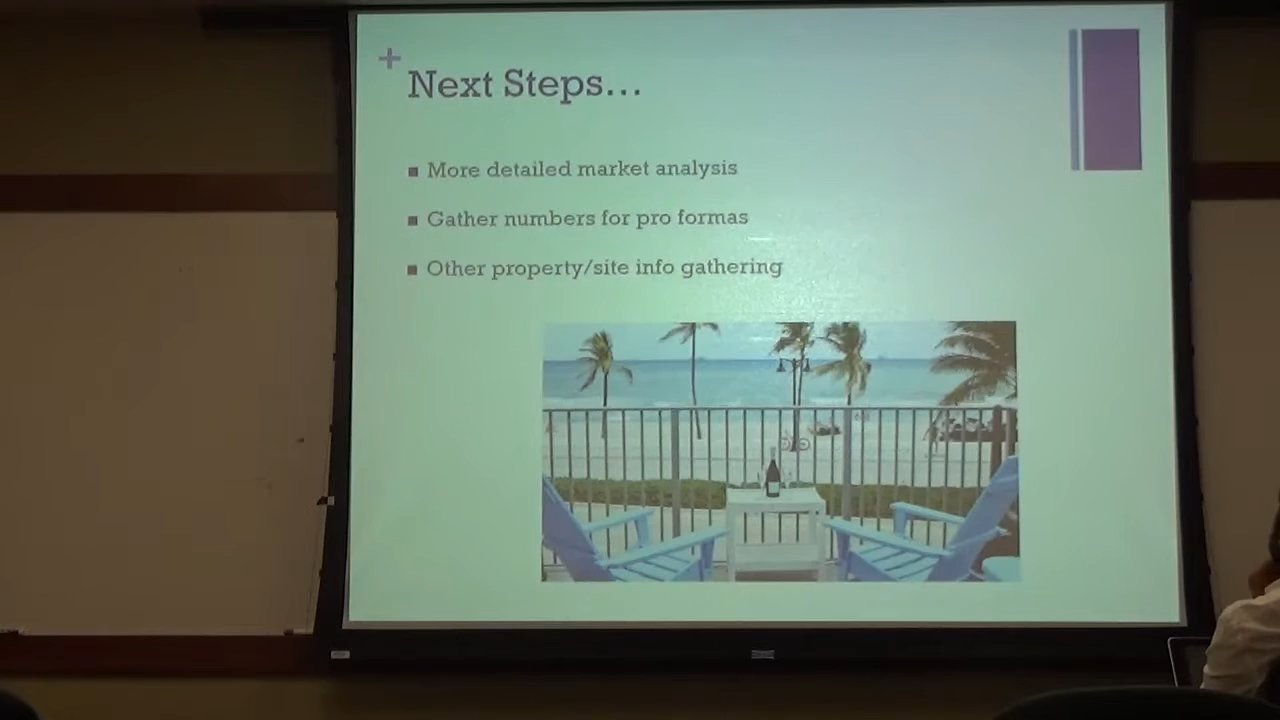 +
Next Steps...
▪ More detailed market analysis
▪ Gather numbers for pro formas
▪ Other property/site info gathering